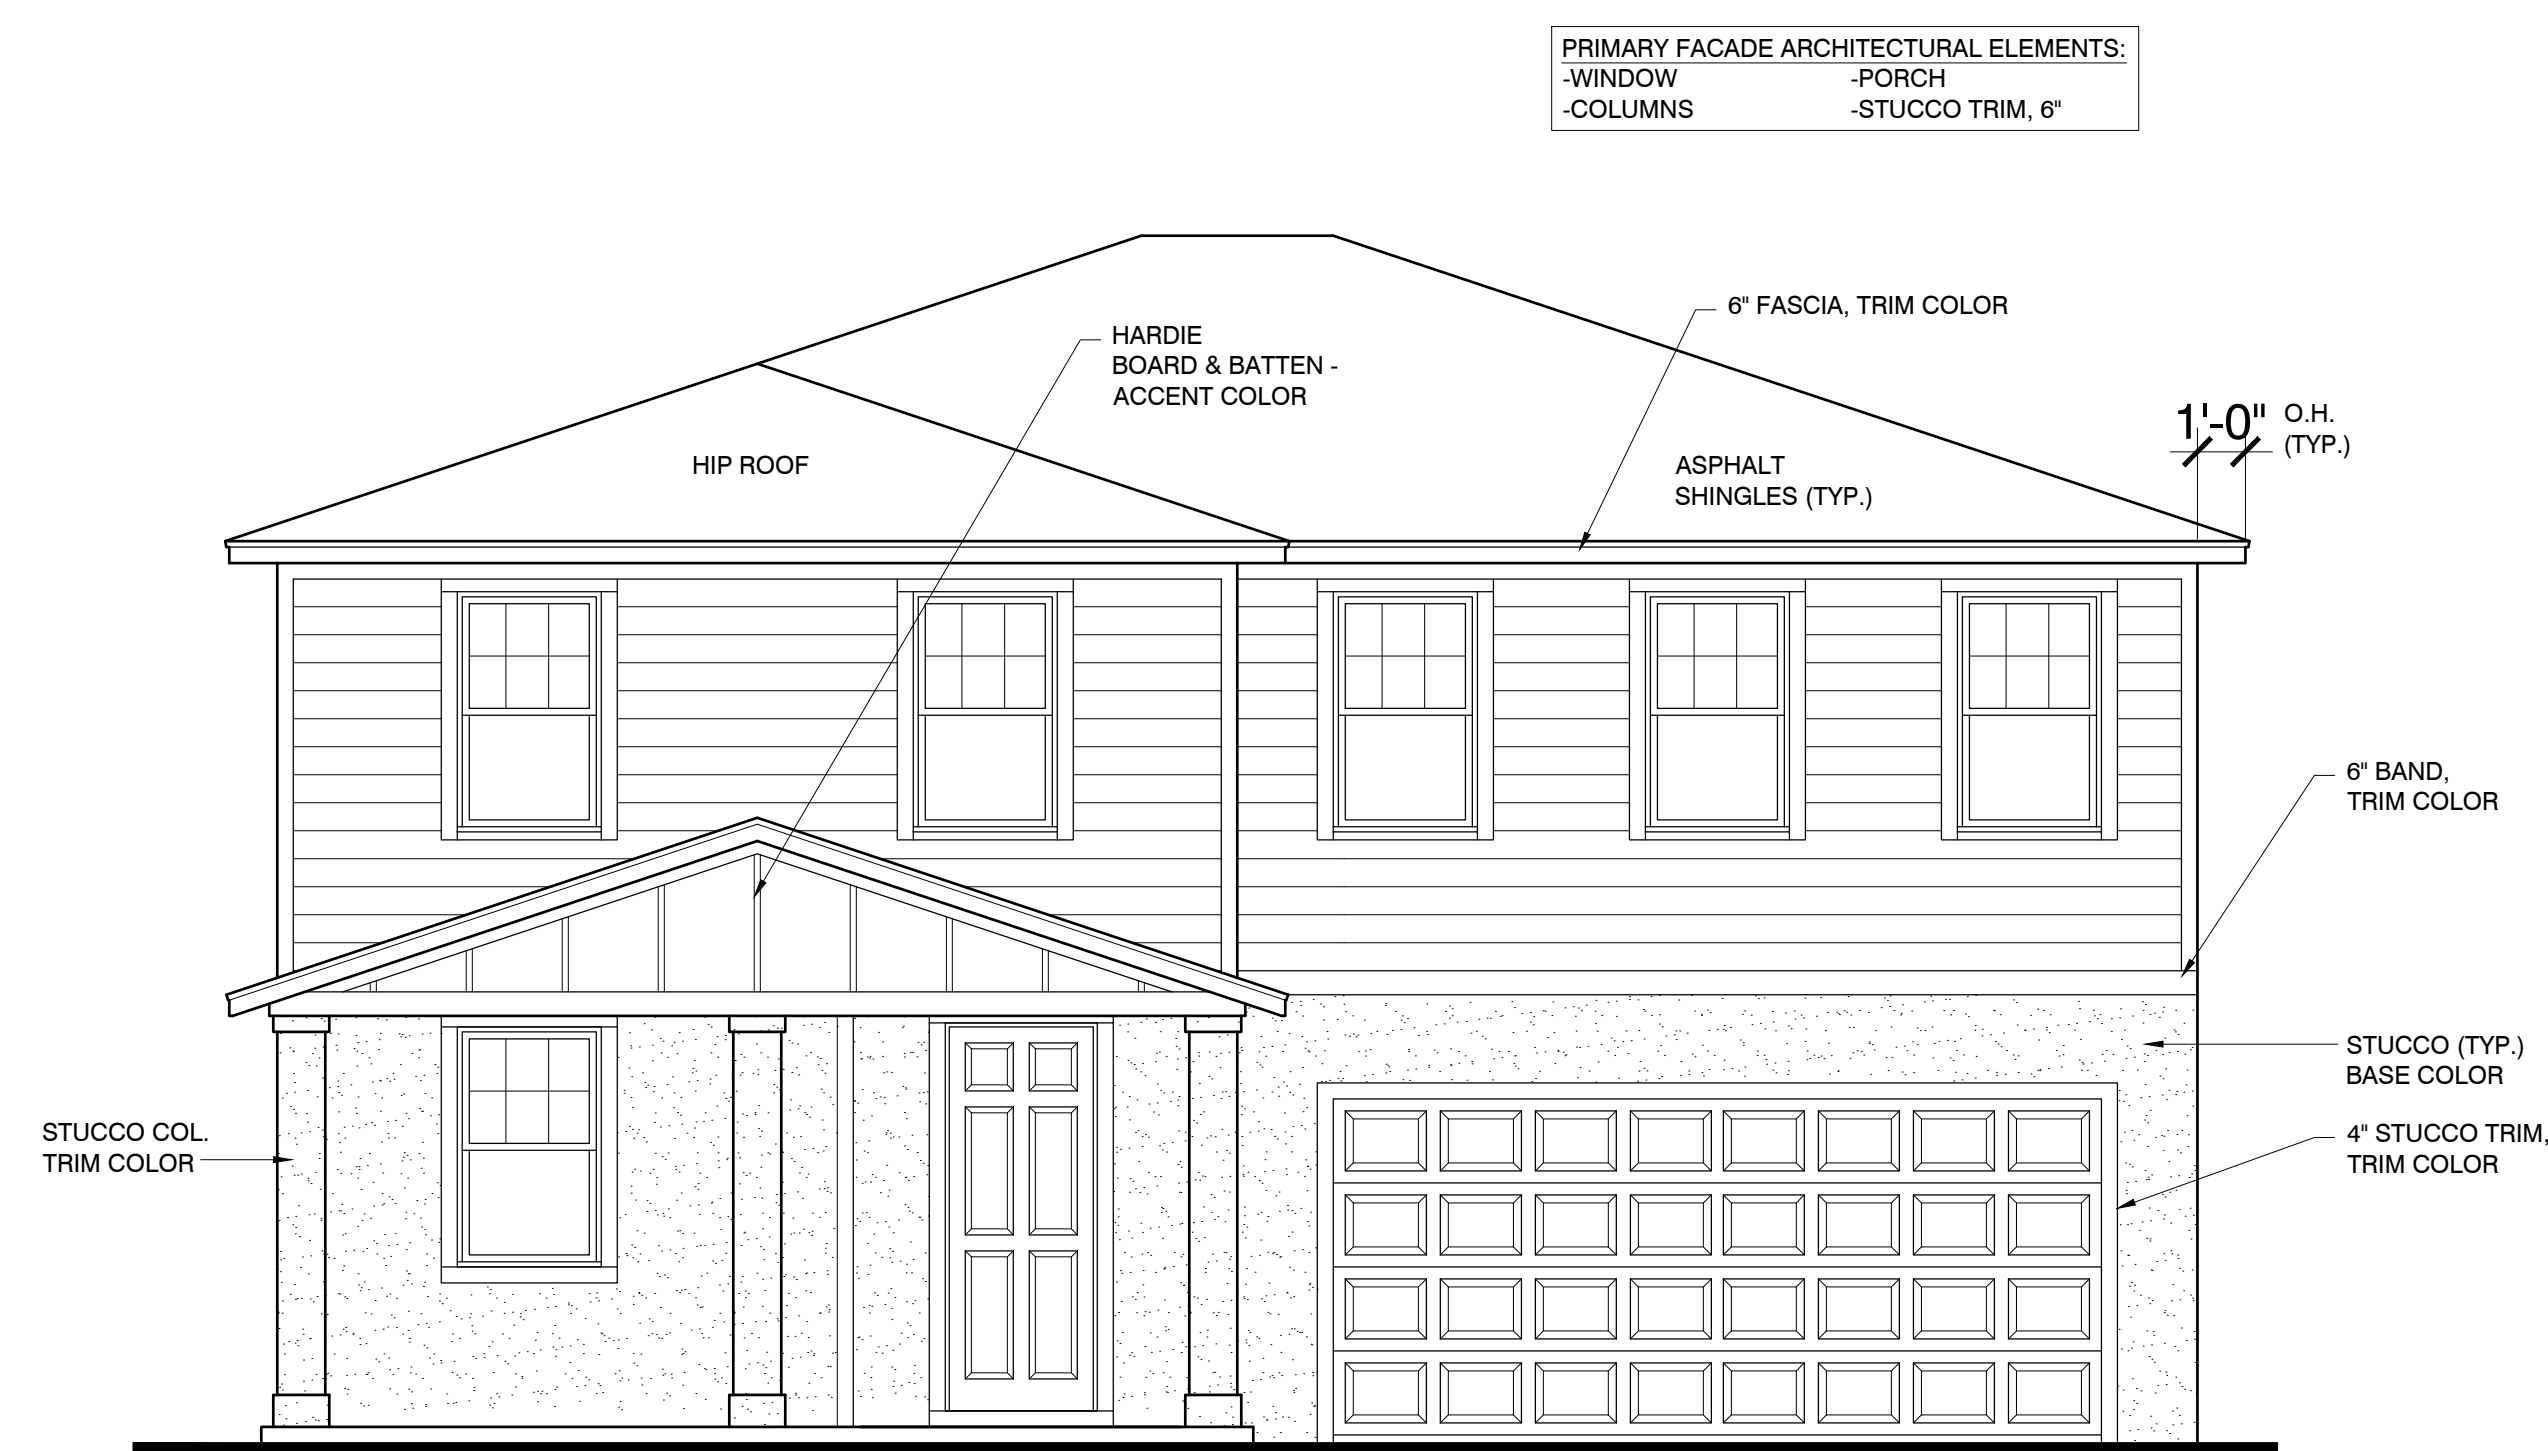 PRIMARY FACADE ARCHITECTURAL ELEMENTS:
-WINDOW -PORCH
-COLUMNS -STUCCO TRIM, 6"
6" FASCIA, TRIM COLOR
HARDIE
BOARD & BATTEN -
ACCENT COLOR
1'-0" O.H.
(TYP.)
HIP ROOF
ASPHALT
SHINGLES (TYP.)
6" BAND,
TRIM COLOR
STUCCO (TYP.)
BASE COLOR
STUCCO COL.
TRIM COLOR
4" STUCCO TRIM,
TRIM COLOR